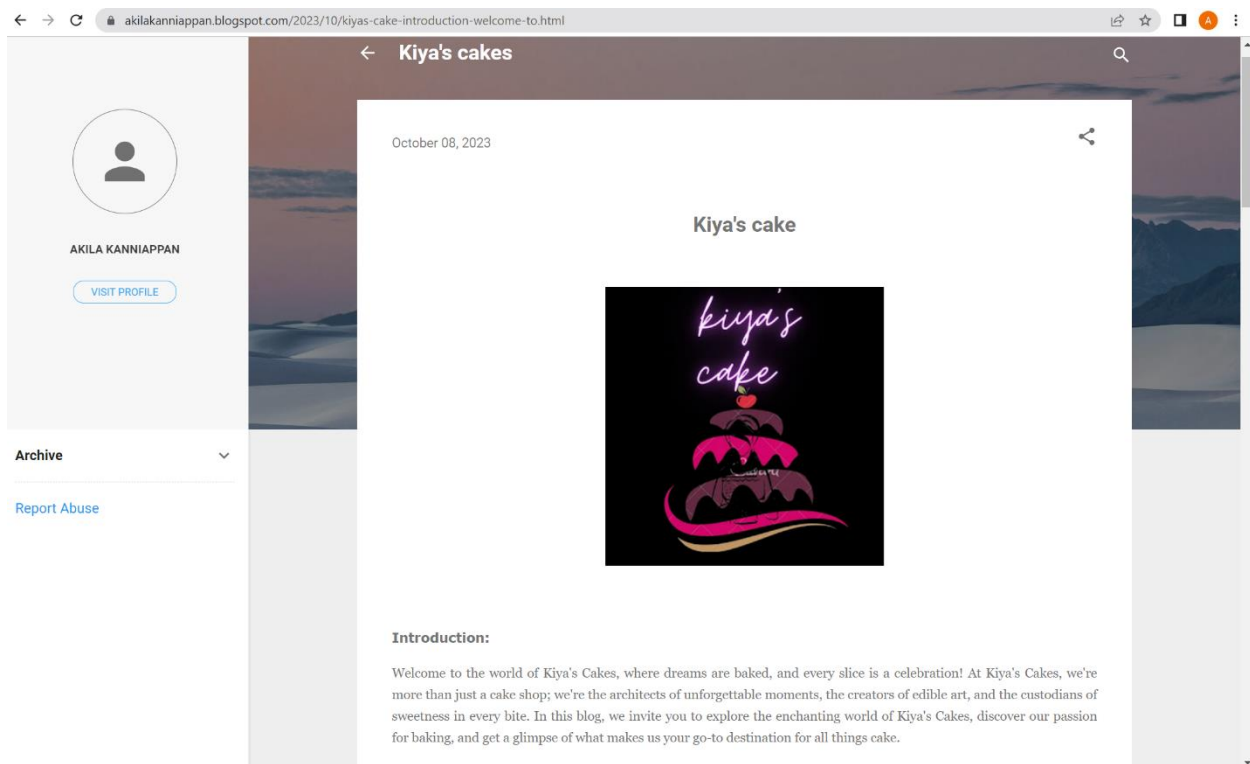 akilakanniappan.blogspot.com/2023/10/kiyas-cake-introduction-welcome-to.html
A
Kiya's cakes
October 08, 2023
AKILA KANNIAPPAN
VISIT PROFILE
Archive
Report Abuse
Kiya's cake
kiya's
cake
Introduction:
Welcome to the world of Kiya's Cakes, where dreams are baked, and every slice is a celebration! At Kiya's Cakes, we're
more than just a cake shop; we're the architects of unforgettable moments, the creators of edible art, and the custodians of
sweetness in every bite. In this blog, we invite you to explore the enchanting world of Kiya's Cakes, discover our passion
for baking, and get a glimpse of what makes us your go-to destination for all things cake.